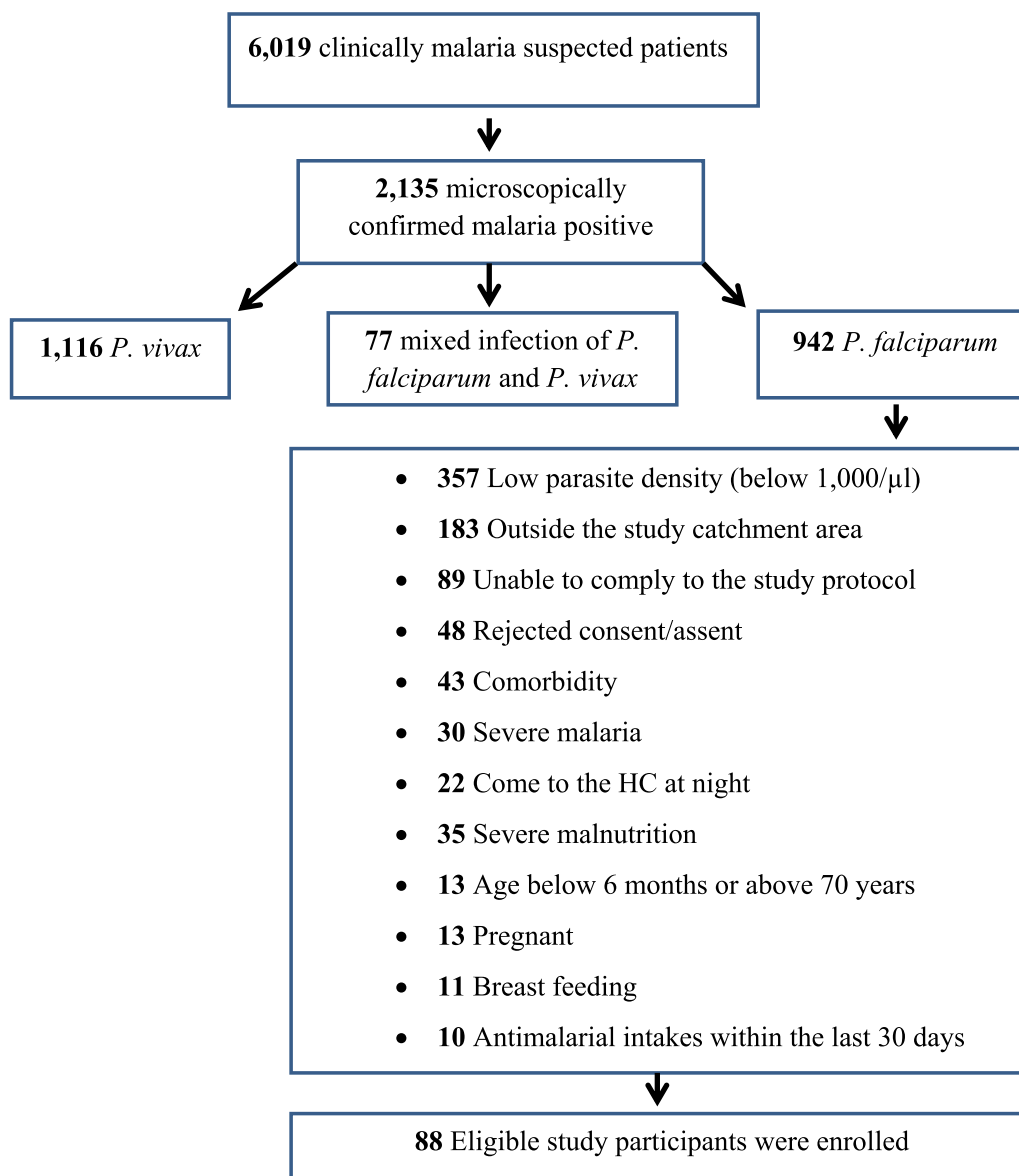 6,019 clinically malaria suspected patients
2,135 microscopically
confirmed malaria positive
1,116 P. vivax
77 mixed infection of P.
falciparum and P. vivax
942 P. falciparum
• 357 Low parasite density (below 1,000/µl)
• 183 Outside the study catchment area
• 89 Unable to comply to the study protocol
• 48 Rejected consent/assent
• 43 Comorbidity
• 30 Severe malaria
• 22 Come to the HC at night
• 35 Severe malnutrition
• 13 Age below 6 months or above 70 years
• 13 Pregnant
• 11 Breast feeding
• 10 Antimalarial intakes within the last 30 days
88 Eligible study participants were enrolled